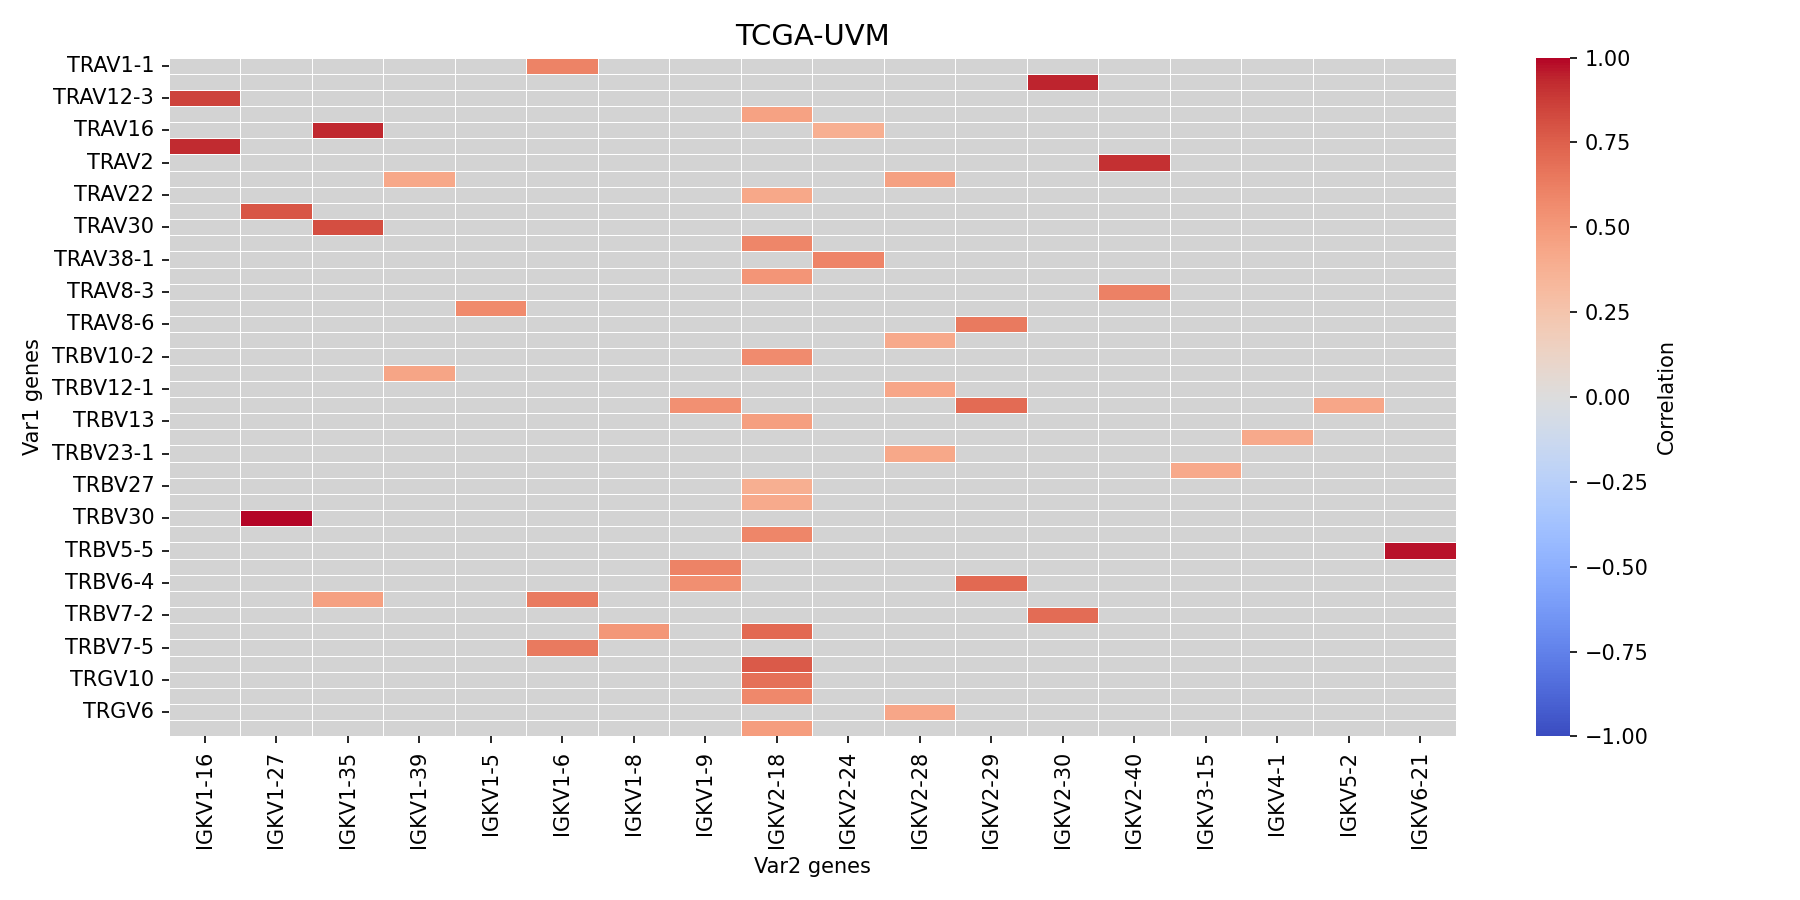 TCGA-UVM
TRAV1-1
TRAV12-3
TRAV16
TRAV2
TRAV22
TRAV30
TRAV38-1
TRAV8-3
TRAV8-6
TRBV10-2
TRBV12-1
TRBV13
TRBV23-1
TRBV27
TRBV30
TRBV5-5
TRBV6-4
TRBV7-2
TRBV7-5
TRGV10
TRGV6
Var1 genes
IGKV1-16
IGKV1-27
IGKV1-35
IGKV1-39
IGKV1-5
IGKV1-6
IGKV1-8
IGKV1-9
IGKV2-18
IGKV2-24
IGKV2-28
IGKV2-29
IGKV2-30
IGKV2-40
IGKV3-15
IGKV4-1
IGKV5-2
IGKV6-21
Var2 genes
1.00
0.75
0.50
0.25
0.00
−0.25
−0.50
−0.75
−1.00
Correlation